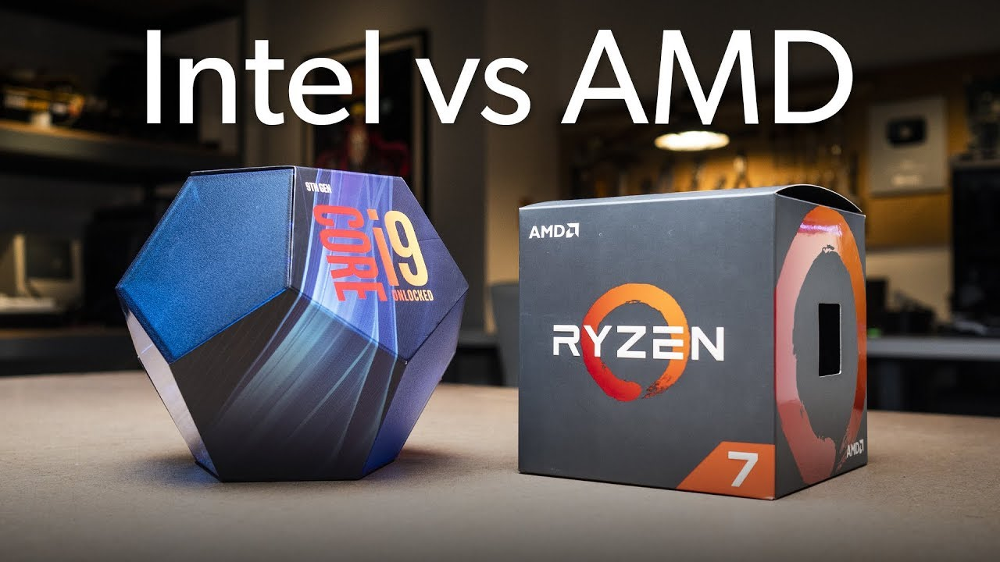 Intel vs AMD
9TH GEN
CORE
i9
UNLOCKED
AMD
RYZEN
7
AMD